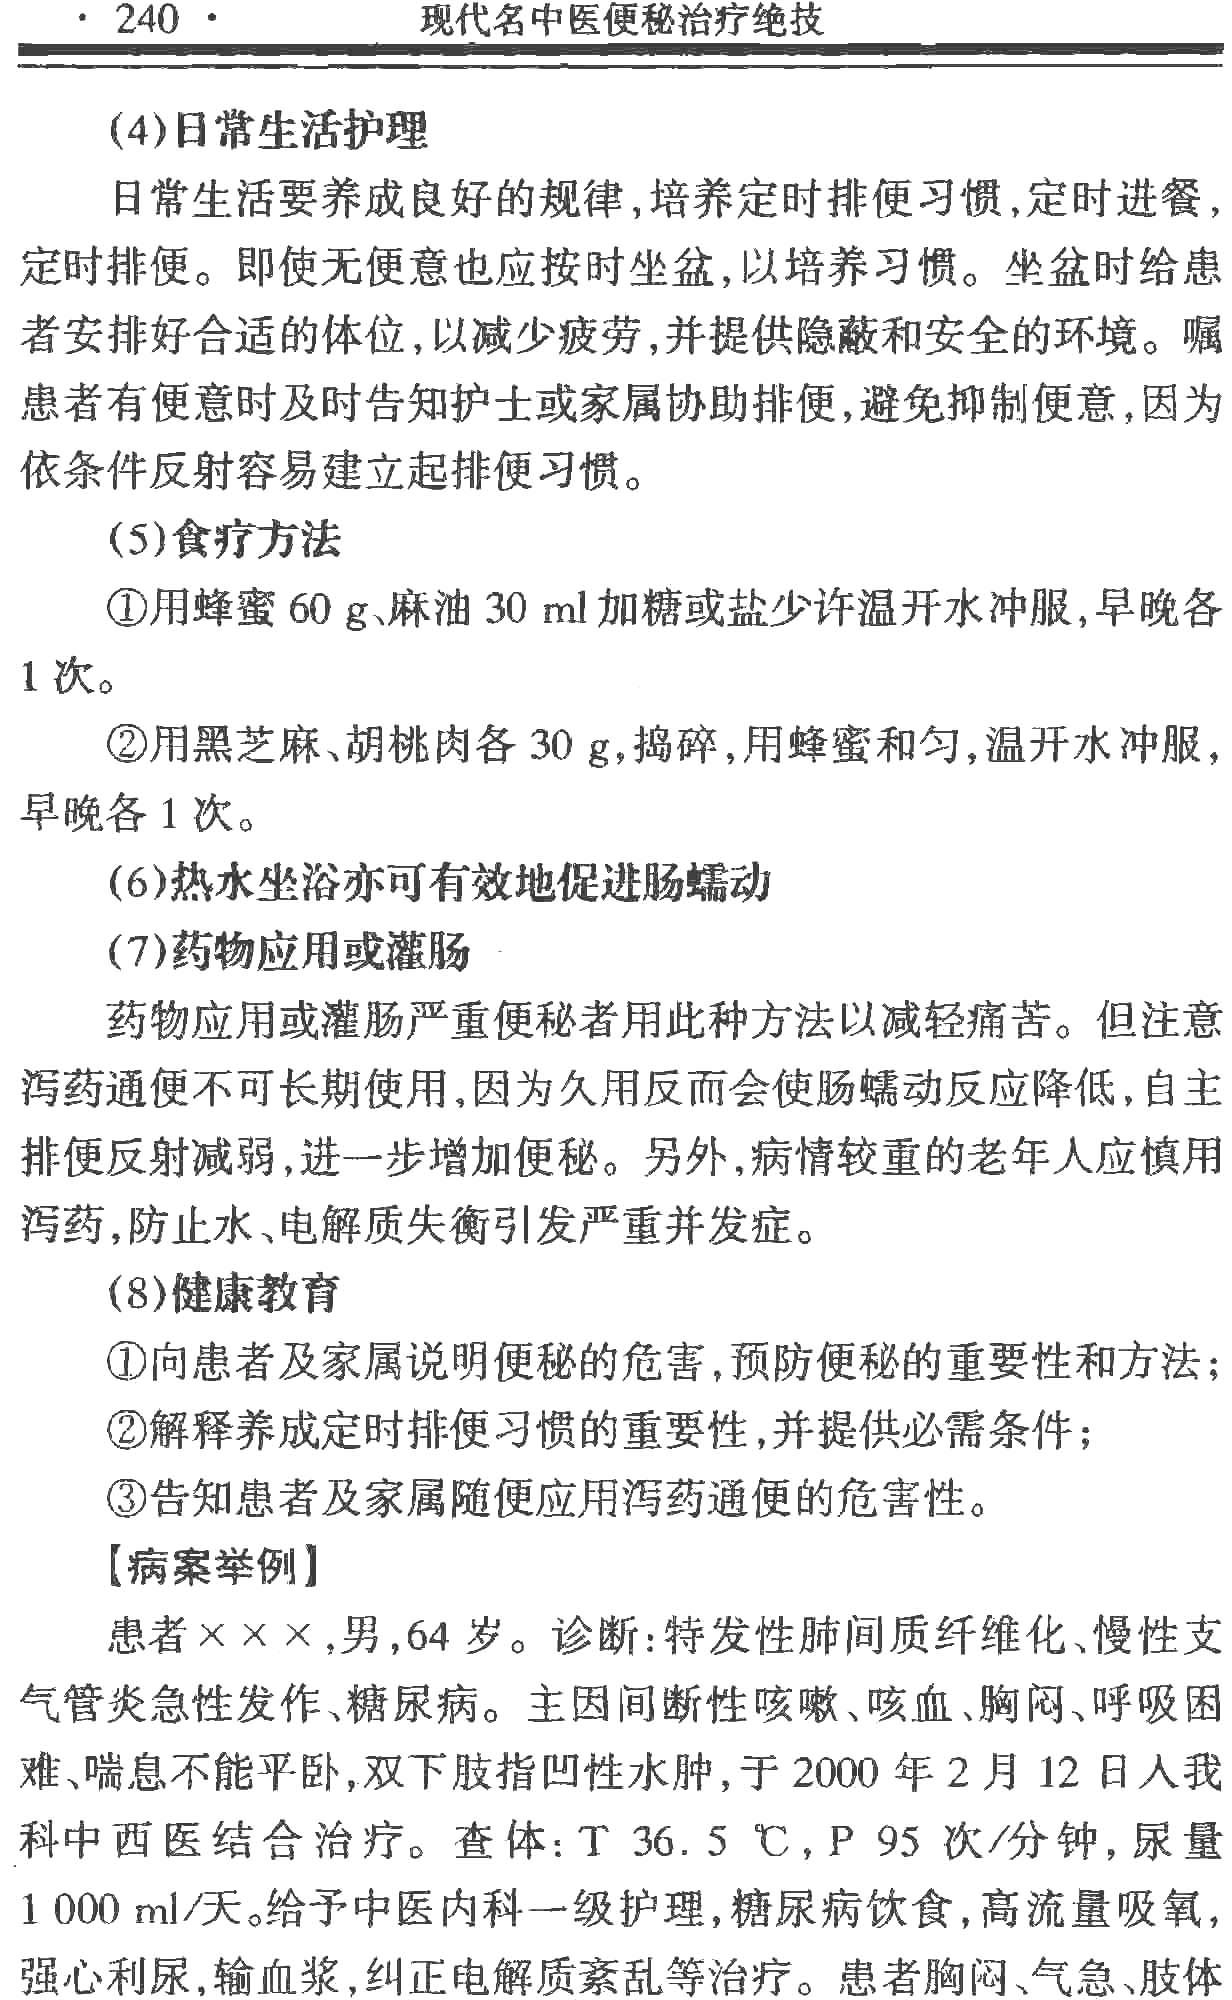 · 240 · 现代名中医便秘治疗绝技
(4)日常生活护理
日常生活要养成良好的规律,培养定时排便习惯,定时进餐,
定时排便。即使无便意也应按时坐盆,以培养习惯。坐盆时给患
者安排好合适的体位,以减少疲劳,并提供隐蔽和安全的环境。嘱
患者有便意时及时告知护士或家属协助排便,避免抑制便意,因为
依条件反射容易建立起排便习惯。
(5)食疗方法
①用蜂蜜 60 g、麻油 30 ml 加糖或盐少许温开水冲服,早晚各
1 次。
②用黑芝麻、胡桃肉各 30 g,捣碎,用蜂蜜和匀,温开水冲服,
早晚各 1 次。
(6)热水坐浴亦可有效地促进肠蠕动
(7)药物应用或灌肠
药物应用或灌肠严重便秘者用此种方法以减轻痛苦。但注意
泻药通便不可长期使用,因为久用反而会使肠蠕动反应降低,自主
排便反射减弱,进一步增加便秘。另外,病情较重的老年人应慎用
泻药,防止水、电解质失衡引发严重并发症。
(8)健康教育
①向患者及家属说明便秘的危害,预防便秘的重要性和方法;
②解释养成定时排便习惯的重要性,并提供必需条件;
③告知患者及家属随便应用泻药通便的危害性。
【病案举例】
患者×××,男,64 岁。诊断:特发性肺间质纤维化、慢性支
气管炎急性发作、糖尿病。主因间断性咳嗽、咳血、胸闷、呼吸困
难、喘息不能平卧,双下肢指凹性水肿,于 2000 年 2 月 12 日入我
科中西医结合治疗。查体: T 36. 5 ℃, P 95 次/分钟,尿量
1 000 ml/天。给予中医内科一级护理,糖尿病饮食,高流量吸氧,
强心利尿,输血浆,纠正电解质紊乱等治疗。患者胸闷、气急、肢体